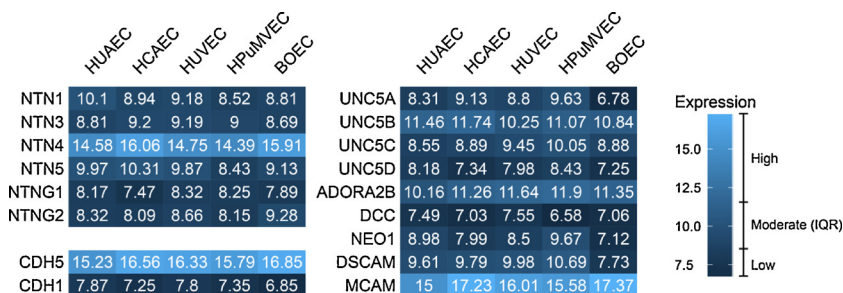 HUAEC HCAEC HUVEC HPuMVEC BOEC
NTN1 10.1 8.94 9.18 8.52 8.81
NTN3 8.81 9.2 9.19 9 8.69
NTN4 14.58 16.06 14.75 14.39 15.91
NTN5 9.97 10.31 9.87 8.43 9.13
NTNG1 8.17 7.47 8.32 8.25 7.89
NTNG2 8.32 8.09 8.66 8.15 9.28
CDH5 15.23 16.56 16.33 15.79 16.85
CDH1 7.87 7.25 7.8 7.35 6.85
HUAEC HCAEC HUVEC HPuMVEC BOEC
UNC5A 8.31 9.13 8.8 9.63 6.78
UNC5B 11.46 11.74 10.25 11.07 10.84
UNC5C 8.55 8.89 9.45 10.05 8.88
UNC5D 8.18 7.34 7.98 8.43 7.25
ADORA2B 10.16 11.26 11.64 11.9 11.35
DCC 7.49 7.03 7.55 6.58 7.06
NEO1 8.98 7.99 8.5 9.67 7.12
DSCAM 9.61 9.79 9.98 10.69 7.73
MCAM 15 17.23 16.01 15.58 17.37
Expression
15.0
High
12.5
10.0 Moderate (IQR)
7.5 Low